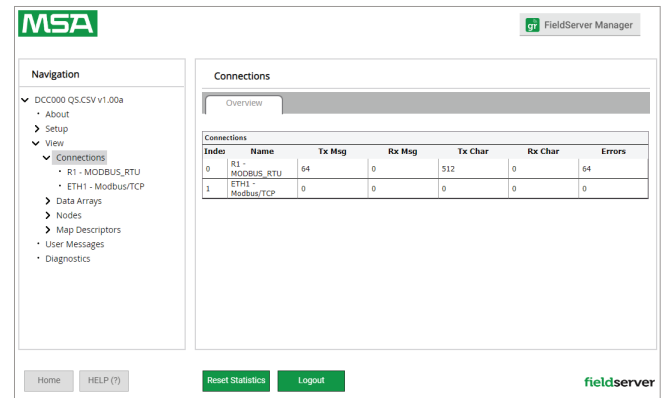 MSA
gr FieldServer Manager
Navigation
DCC000 QS.CSV v1.00a
About
Setup
View
Connections
R1 - MODBUS_RTU
ETH1 - Modbus/TCP
Data Arrays
Nodes
Map Descriptors
User Messages
Diagnostics
Connections
Overview
Connections
Index Name Tx Msg Rx Msg Tx Char Rx Char Errors
0 R1 - MODBUS_RTU 64 0 512 0 64
1 ETH1 - Modbus/TCP 0 0 0 0 0
Home HELP (?) Reset Statistics Logout fieldserver